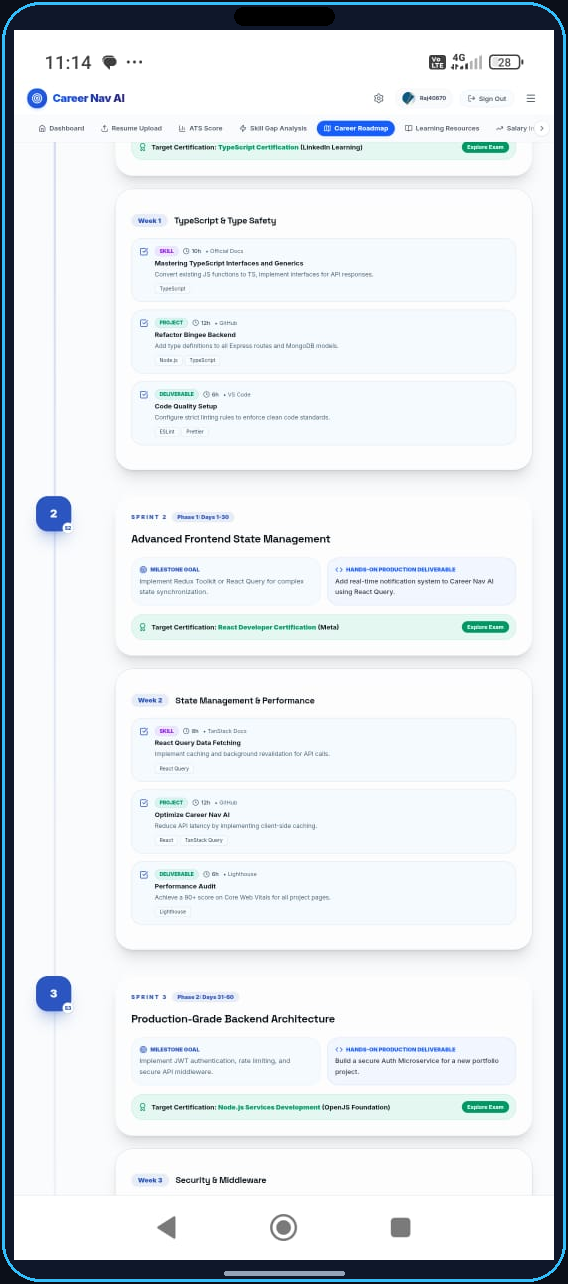 11:14
Vo LTE 4G 28
Career Nav AI
Raj40870 Sign Out
Dashboard Resume Upload ATS Score Skill Gap Analysis Career Roadmap Learning Resources Salary In
Target Certification: TypeScript Certification (LinkedIn Learning) Explore Exam
Week 1 TypeScript & Type Safety
SKILL 10h • Official Docs
Mastering TypeScript Interfaces and Generics
Convert existing JS functions to TS, implement interfaces for API responses.
TypeScript
PROJECT 12h • GitHub
Refactor Bingee Backend
Add type definitions to all Express routes and MongoDB models.
Node.js TypeScript
DELIVERABLE 6h • VS Code
Code Quality Setup
Configure strict linting rules to enforce clean code standards.
ESLint Prettier
2
S2
SPRINT 2 Phase 1: Days 1-30
Advanced Frontend State Management
MILESTONE GOAL
Implement Redux Toolkit or React Query for complex
state synchronization.
HANDS-ON PRODUCTION DELIVERABLE
Add real-time notification system to Career Nav AI
using React Query.
Target Certification: React Developer Certification (Meta) Explore Exam
Week 2 State Management & Performance
SKILL 8h • TanStack Docs
React Query Data Fetching
Implement caching and background revalidation for API calls.
React Query
PROJECT 12h • GitHub
Optimize Career Nav AI
Reduce API latency by implementing client-side caching.
React TanStack Query
DELIVERABLE 6h • Lighthouse
Performance Audit
Achieve a 90+ score on Core Web Vitals for all project pages.
Lighthouse
3
S3
SPRINT 3 Phase 2: Days 31-60
Production-Grade Backend Architecture
MILESTONE GOAL
Implement JWT authentication, rate limiting, and
secure API middleware.
HANDS-ON PRODUCTION DELIVERABLE
Build a secure Auth Microservice for a new portfolio
project.
Target Certification: Node.js Services Development (OpenJS Foundation) Explore Exam
Week 3 Security & Middleware